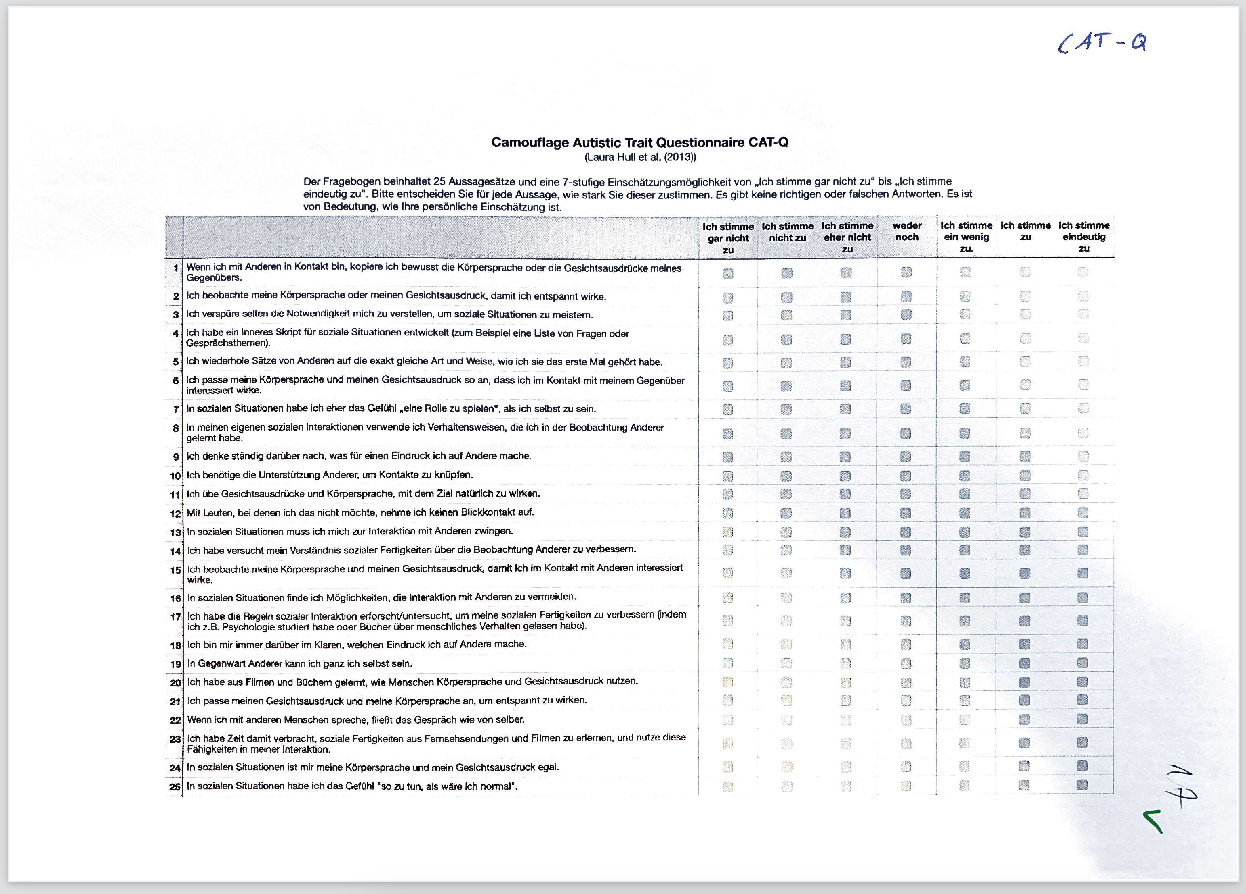 CAT-Q
Camouflage Autistic Trait Questionnaire CAT-Q
(Laura Hull et al. (2013))
Der Fragebogen beinhaltet 25 Aussagesätze und eine 7-stufige Einschätzungsmöglichkeit von „Ich stimme gar nicht zu" bis „Ich stimme
eindeutig zu". Bitte entscheiden Sie für jede Aussage, wie stark Sie dieser zustimmen. Es gibt keine richtigen oder falschen Antworten. Es ist
von Bedeutung, wie Ihre persönliche Einschätzung ist.
Ich stimme gar nicht zu
Ich stimme nicht zu
Ich stimme eher nicht zu
weder noch
Ich stimme ein wenig zu.
Ich stimme zu
Ich stimme eindeutig zu
1 Wenn ich mit Anderen in Kontakt bin, kopiere ich bewusst die Körpersprache oder die Gesichtsausdrücke meines
Gegenübers.
2 Ich beobachte meine Körpersprache oder meinen Gesichtsausdruck, damit ich entspannt wirke.
3 Ich verspüre selten die Notwendigkeit mich zu verstellen, um soziale Situationen zu meistern.
4 Ich habe ein inneres Skript für soziale Situationen entwickelt (zum Beispiel eine Liste von Fragen oder
Gesprächsthemen).
5 Ich wiederhole Sätze von Anderen auf die exakt gleiche Art und Weise, wie ich sie das erste Mal gehört habe.
6 Ich passe meine Körpersprache und meinen Gesichtsausdruck so an, dass ich im Kontakt mit meinem Gegenüber
interessiert wirke.
7 In sozialen Situationen habe ich eher das Gefühl „eine Rolle zu spielen", als ich selbst zu sein.
8 In meinen eigenen sozialen Interaktionen verwende ich Verhaltensweisen, die ich in der Beobachtung Anderer
gelernt habe.
9 Ich denke ständig darüber nach, was für einen Eindruck ich auf Andere mache.
10 Ich benötige die Unterstützung Anderer, um Kontakte zu knüpfen.
11 Ich übe Gesichtsausdrücke und Körpersprache, mit dem Ziel natürlich zu wirken.
12 Mit Leuten, bei denen ich das nicht möchte, nehme ich keinen Blickkontakt auf.
13 In sozialen Situationen muss ich mich zur Interaktion mit Anderen zwingen.
14 Ich habe versucht mein Verständnis sozialer Fertigkeiten über die Beobachtung Anderer zu verbessern.
15 Ich beobachte meine Körpersprache und meinen Gesichtsausdruck, damit ich im Kontakt mit Anderen interessiert
wirke.
16 In sozialen Situationen finde ich Möglichkeiten, die Interaktion mit Anderen zu vermeiden.
17 Ich habe die Regeln sozialer Interaktion erforscht/untersucht, um meine sozialen Fertigkeiten zu verbessern (indem
ich z.B. Psychologie studiert habe oder Bücher über menschliches Verhalten gelesen habe).
18 Ich bin mir immer darüber im Klaren, welchen Eindruck ich auf Andere mache.
19 In Gegenwart Anderer kann ich ganz ich selbst sein.
20 Ich habe aus Filmen und Büchern gelernt, wie Menschen Körpersprache und Gesichtsausdruck nutzen.
21 Ich passe meinen Gesichtsausdruck und meine Körpersprache an, um entspannt zu wirken.
22 Wenn ich mit anderen Menschen spreche, fließt das Gespräch wie von selber.
23 Ich habe Zeit damit verbracht, soziale Fertigkeiten aus Fernsehsendungen und Filmen zu erlernen, und nutze diese
Fähigkeiten in meiner Interaktion.
24 In sozialen Situationen ist mir meine Körpersprache und mein Gesichtsausdruck egal.
25 In sozialen Situationen habe ich das Gefühl "so zu tun, als wäre ich normal".